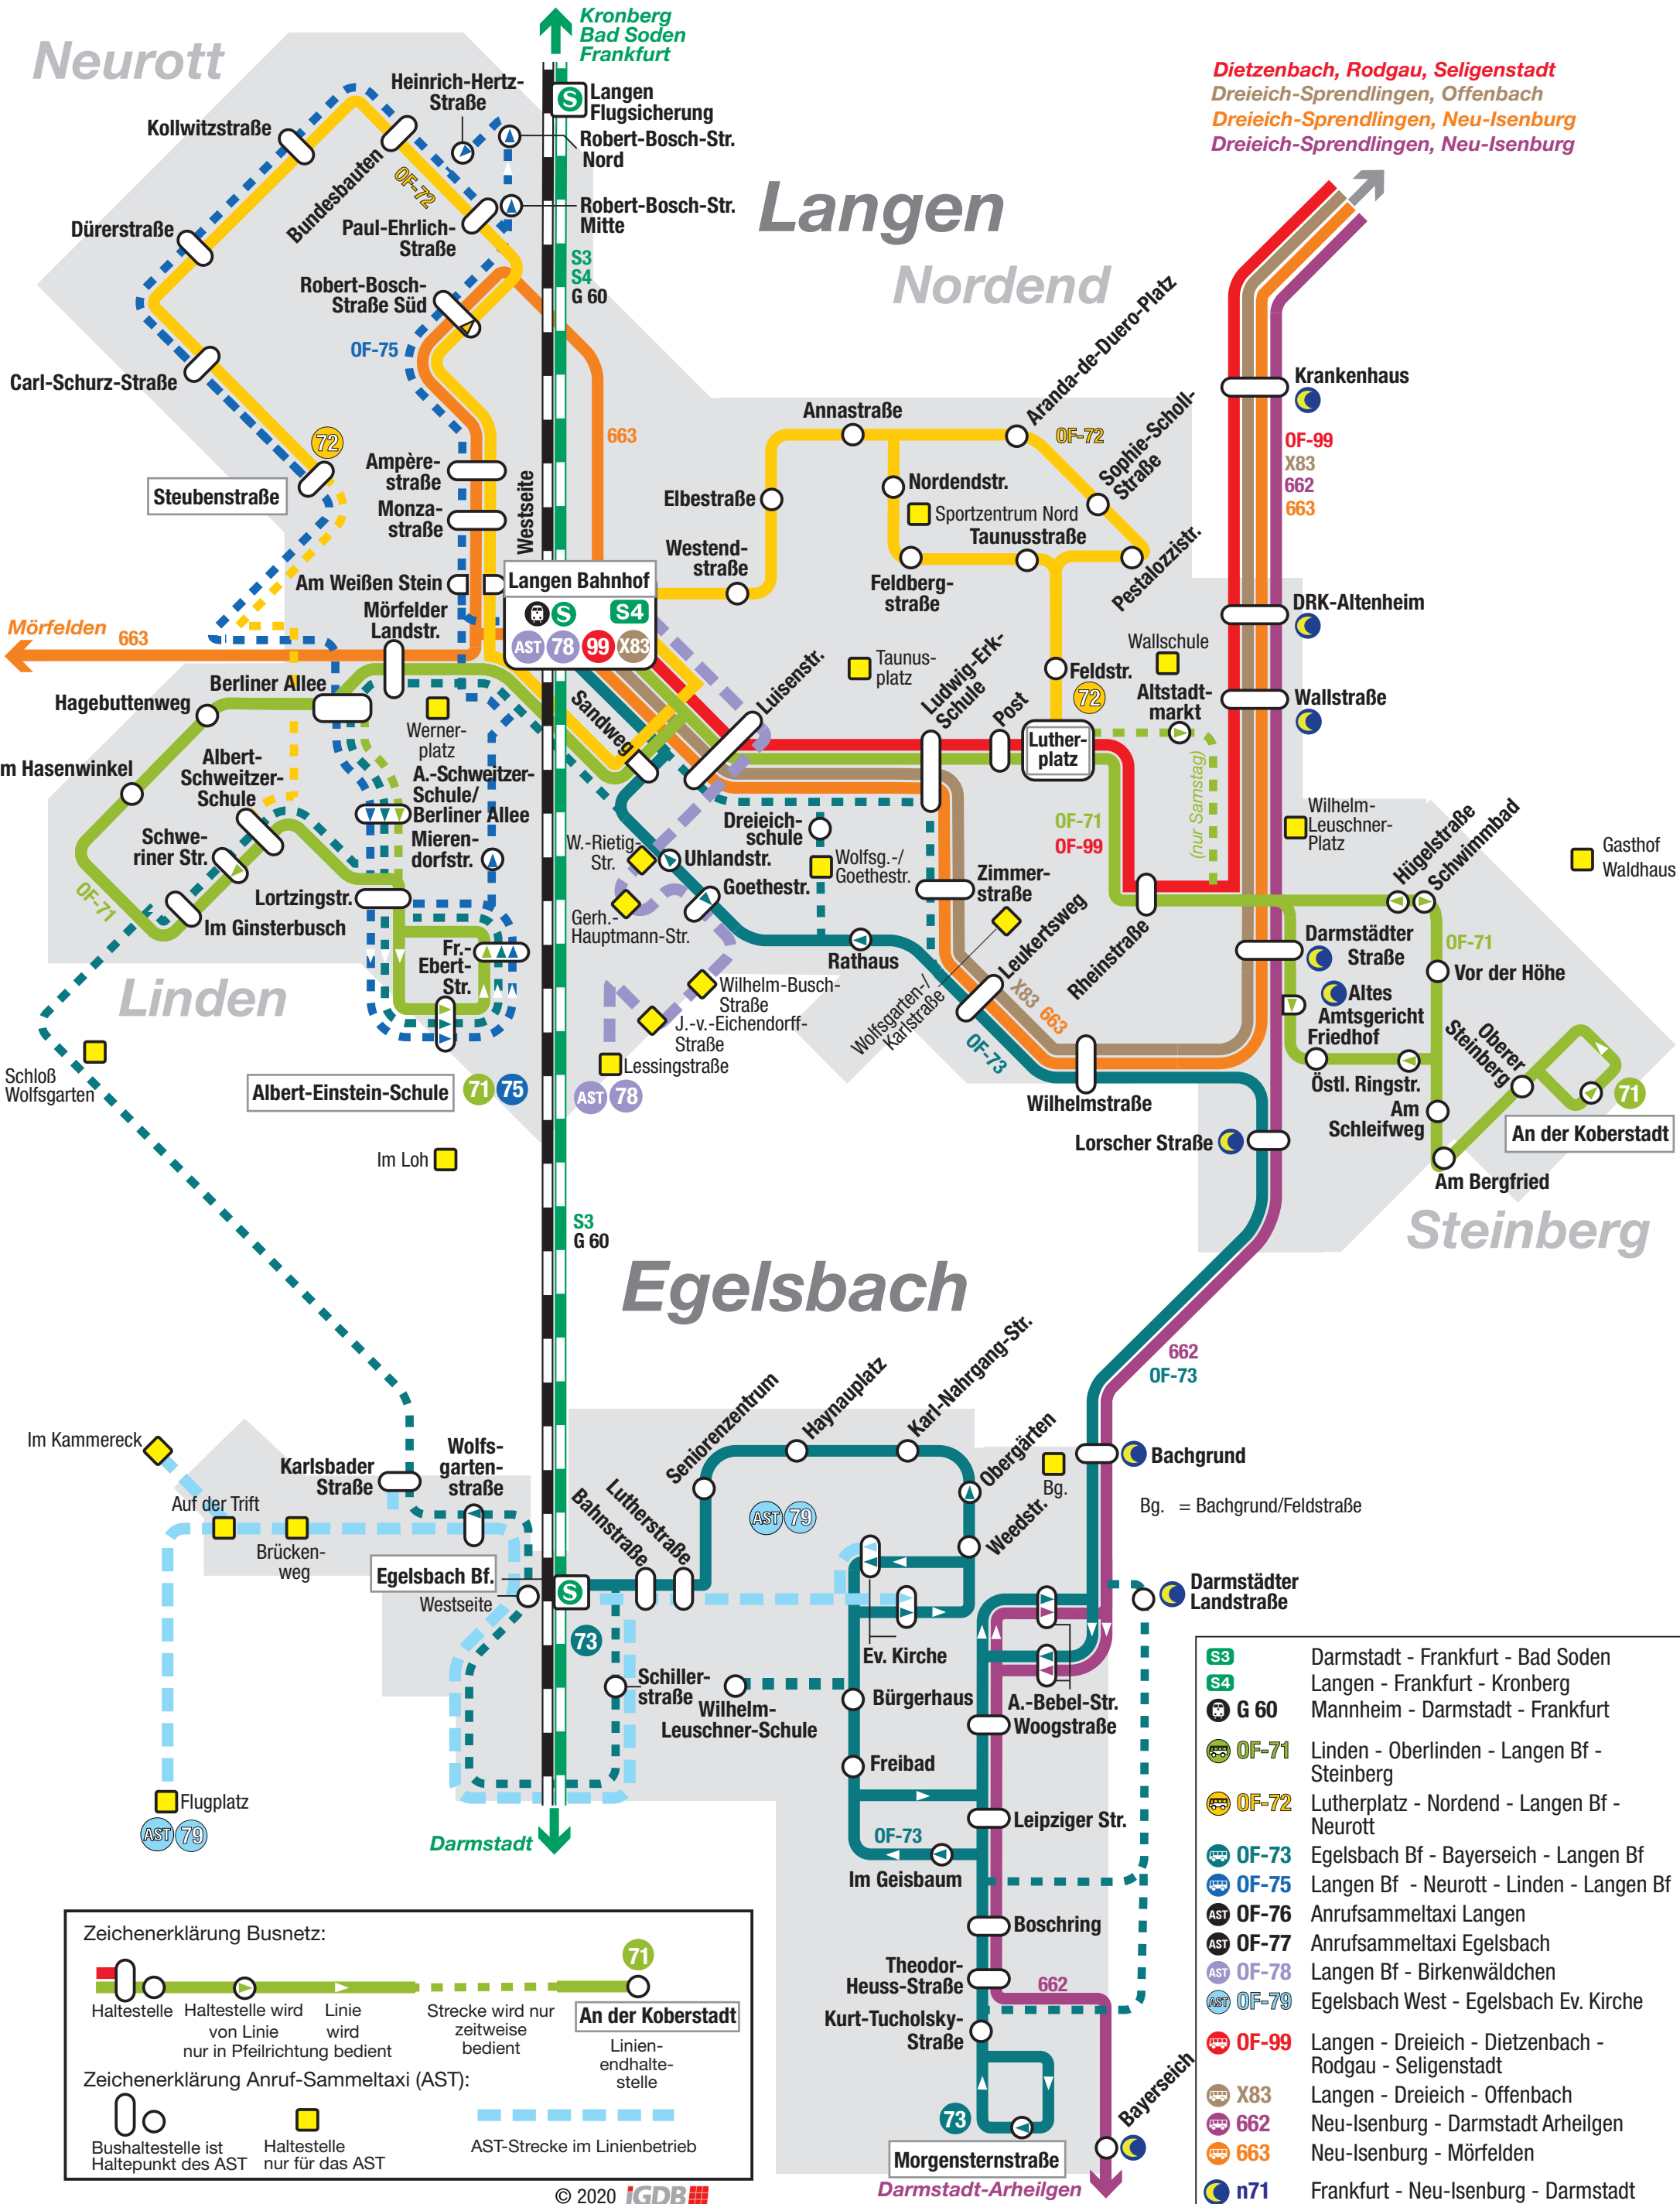 Kronberg
Bad Soden
Frankfurt
Neurott
Dietzenbach, Rodgau, Seligenstadt
Dreieich-Sprendlingen, Offenbach
Dreieich-Sprendlingen, Neu-Isenburg
Dreieich-Sprendlingen, Neu-Isenburg
Heinrich-Hertz-
Straße
S
Langen
Flugsicherung
Kollwitzstraße
Robert-Bosch-Str.
Nord
Bundesbauten
OF-72
Robert-Bosch-Str.
Mitte
Langen
Dürerstraße
Paul-Ehrlich-
Straße
S3
S4
G 60
Nordend
Robert-Bosch-
Straße Süd
OF-75
Carl-Schurz-Straße
Aranda-de-Duero-Platz
Krankenhaus
Annastraße
OF-72
663
72
Steubenstraße
Ampère-
straße
Westseite
Sophie-Scholl-
Straße
OF-99
X83
662
663
Elbestraße
Nordendstr.
Sportzentrum Nord
Monza-
straße
Taunusstraße
Westend-
straße
Am Weißen Stein
Langen Bahnhof
S
S4
AST
78
99
X83
Feldberg-
straße
Pestalozzistr.
DRK-Altenheim
Mörfelder
Landstr.
Mörfelden
663
Wallschule
Taunus-
platz
Luisenstr.
Ludwig-Erk-
Schule
Feldstr.
72
Altstadt-
markt
Wallstraße
Berliner Allee
Hagebuttenweg
Werner-
platz
Sandweg
Post
Luther-
platz
m Hasenwinkel
Albert-
Schweitzer-
Schule
A.-Schweitzer-
Schule/
Berliner Allee
(nur Samstag)
Wilhelm-
Leuschner-
Platz
Hügelstraße
Schwimmbad
Gasthof
Waldhaus
Schwe-
riner Str.
Mieren-
dorfstr.
W.-Rietig-
Str.
Uhlandstr.
Dreieich-
schule
Wolfsg.-/
Goethestr.
OF-71
OF-99
Zimmer-
straße
OF-71
Lortzingstr.
Goethestr.
Im Ginsterbusch
Gerh.-
Hauptmann-Str.
Leukertsweg
Rheinstraße
Darmstädter
Straße
OF-71
Linden
Fr.-
Ebert-
Str.
Rathaus
Vor der Höhe
Wilhelm-Busch-
Straße
Wolfsgarten-/
Karlstraße
X83
663
Altes
Amtsgericht
Friedhof
Oberer
Steinberg
J.-v.-Eichendorff-
Straße
OF-73
Schloß
Wolfsgarten
Lessingstraße
Albert-Einstein-Schule
71
75
AST
78
Wilhelmstraße
Östl. Ringstr.
Am
Schleifweg
71
An der Koberstadt
Im Loh
Lorscher Straße
Am Bergfried
Steinberg
S3
G 60
Egelsbach
662
OF-73
Im Kammereck
Karlsbader
Straße
Wolfs-
garten-
straße
Seniorenzentrum
Haynauplatz
Karl-Nahrgang-Str.
Obergärten
Bachgrund
Bg.
Bg. = Bachgrund/Feldstraße
Auf der Trift
Brücken-
weg
Bahnstraße
Lutherstraße
AST
79
Weedstr.
Egelsbach Bf.
Westseite
S
73
Darmstädter
Landstraße
Ev. Kirche
Schiller-
straße
Wilhelm-
Leuschner-Schule
Bürgerhaus
A.-Bebel-Str.
Woogstraße
Freibad
Flugplatz
AST
79
Darmstadt
OF-73
Leipziger Str.
Im Geisbaum
Boschring
Theodor-
Heuss-Straße
662
Kurt-Tucholsky-
Straße
73
Morgensternstraße
Bayerseich
Darmstadt-Arheilgen
S3 Darmstadt - Frankfurt - Bad Soden
S4 Langen - Frankfurt - Kronberg
G 60 Mannheim - Darmstadt - Frankfurt
OF-71 Linden - Oberlinden - Langen Bf -
Steinberg
OF-72 Lutherplatz - Nordend - Langen Bf -
Neurott
OF-73 Egelsbach Bf - Bayerseich - Langen Bf
OF-75 Langen Bf - Neurott - Linden - Langen Bf
AST OF-76 Anrufsammeltaxi Langen
AST OF-77 Anrufsammeltaxi Egelsbach
AST OF-78 Langen Bf - Birkenwäldchen
AST OF-79 Egelsbach West - Egelsbach Ev. Kirche
OF-99 Langen - Dreieich - Dietzenbach -
Rodgau - Seligenstadt
X83 Langen - Dreieich - Offenbach
662 Neu-Isenburg - Darmstadt Arheilgen
663 Neu-Isenburg - Mörfelden
n71 Frankfurt - Neu-Isenburg - Darmstadt
Zeichenerklärung Busnetz:
71
Haltestelle
Haltestelle wird
von Linie
nur in Pfeilrichtung bedient
Linie
wird
Strecke wird nur
zeitweise
bedient
An der Koberstadt
Linien-
endhalte-
stelle
Zeichenerklärung Anruf-Sammeltaxi (AST):
Bushaltestelle ist
Haltepunkt des AST
Haltestelle
nur für das AST
AST-Strecke im Linienbetrieb
© 2020 iGDB